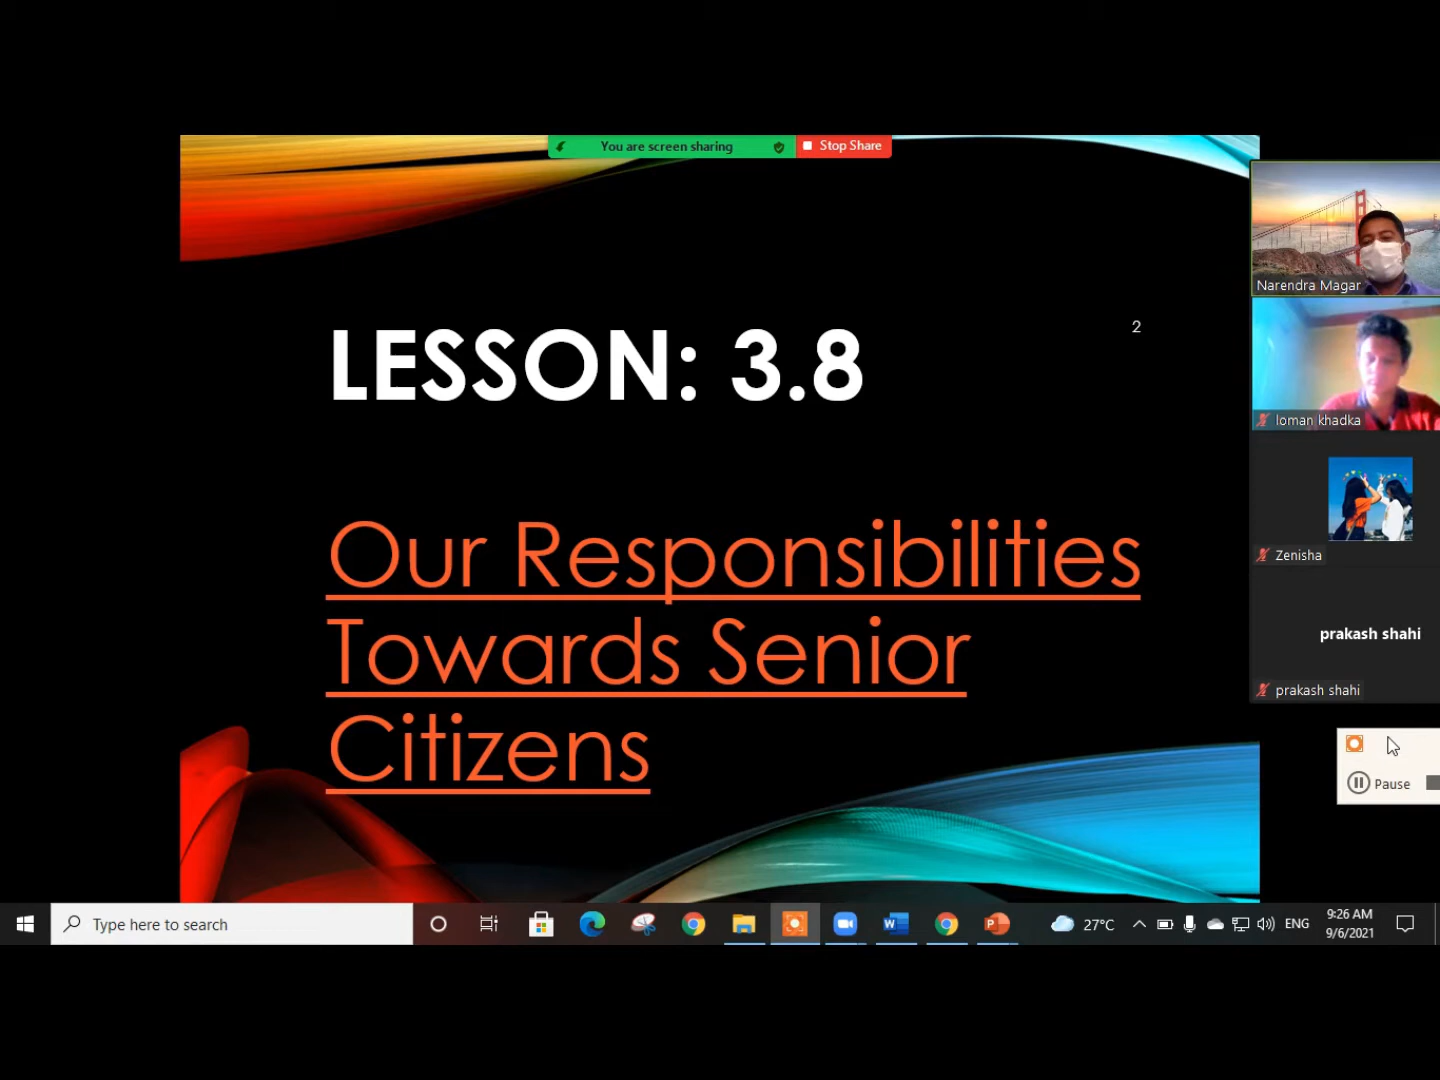 You are screen sharing
Stop Share
Narendra Magar
2
LESSON: 3.8
loman khadka
Our Responsibilities
Towards Senior
Citizens
Zenisha
prakash shahi
prakash shahi
Pause
Type here to search
27°C
ENG
9:26 AM
9/6/2021